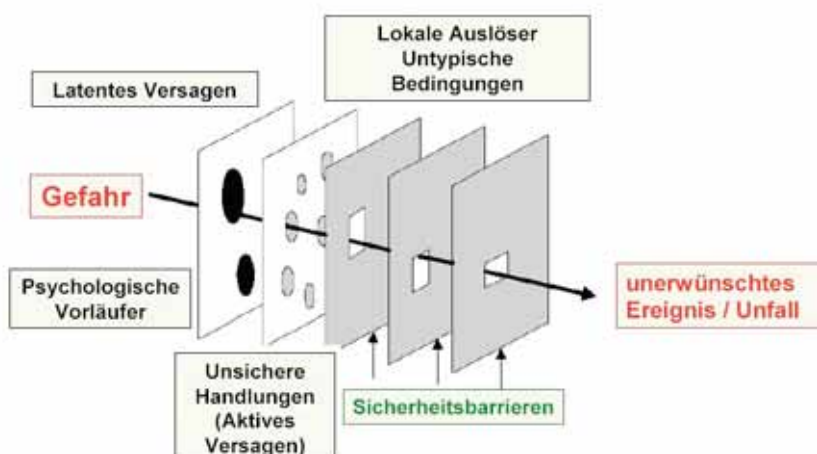 Lokale Auslöser
Untypische
Bedingungen
Latentes Versagen
Gefahr
Psychologische
Vorläufer
unerwünschtes
Ereignis / Unfall
Unsichere
Handlungen
(Aktives
Versagen)
Sicherheitsbarrieren